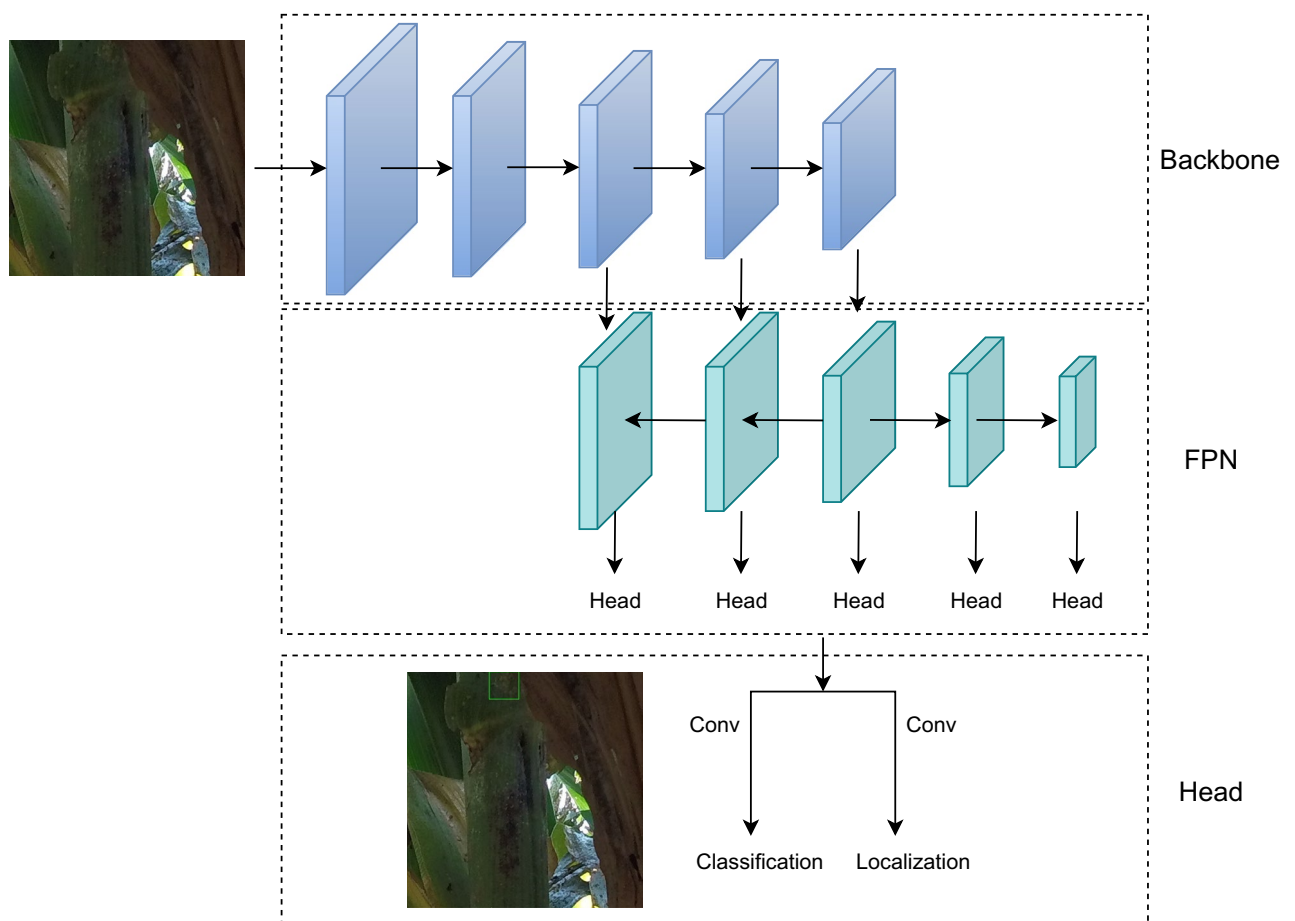 Backbone
FPN
Head Head Head Head Head
Conv Conv
Head
Classification Localization